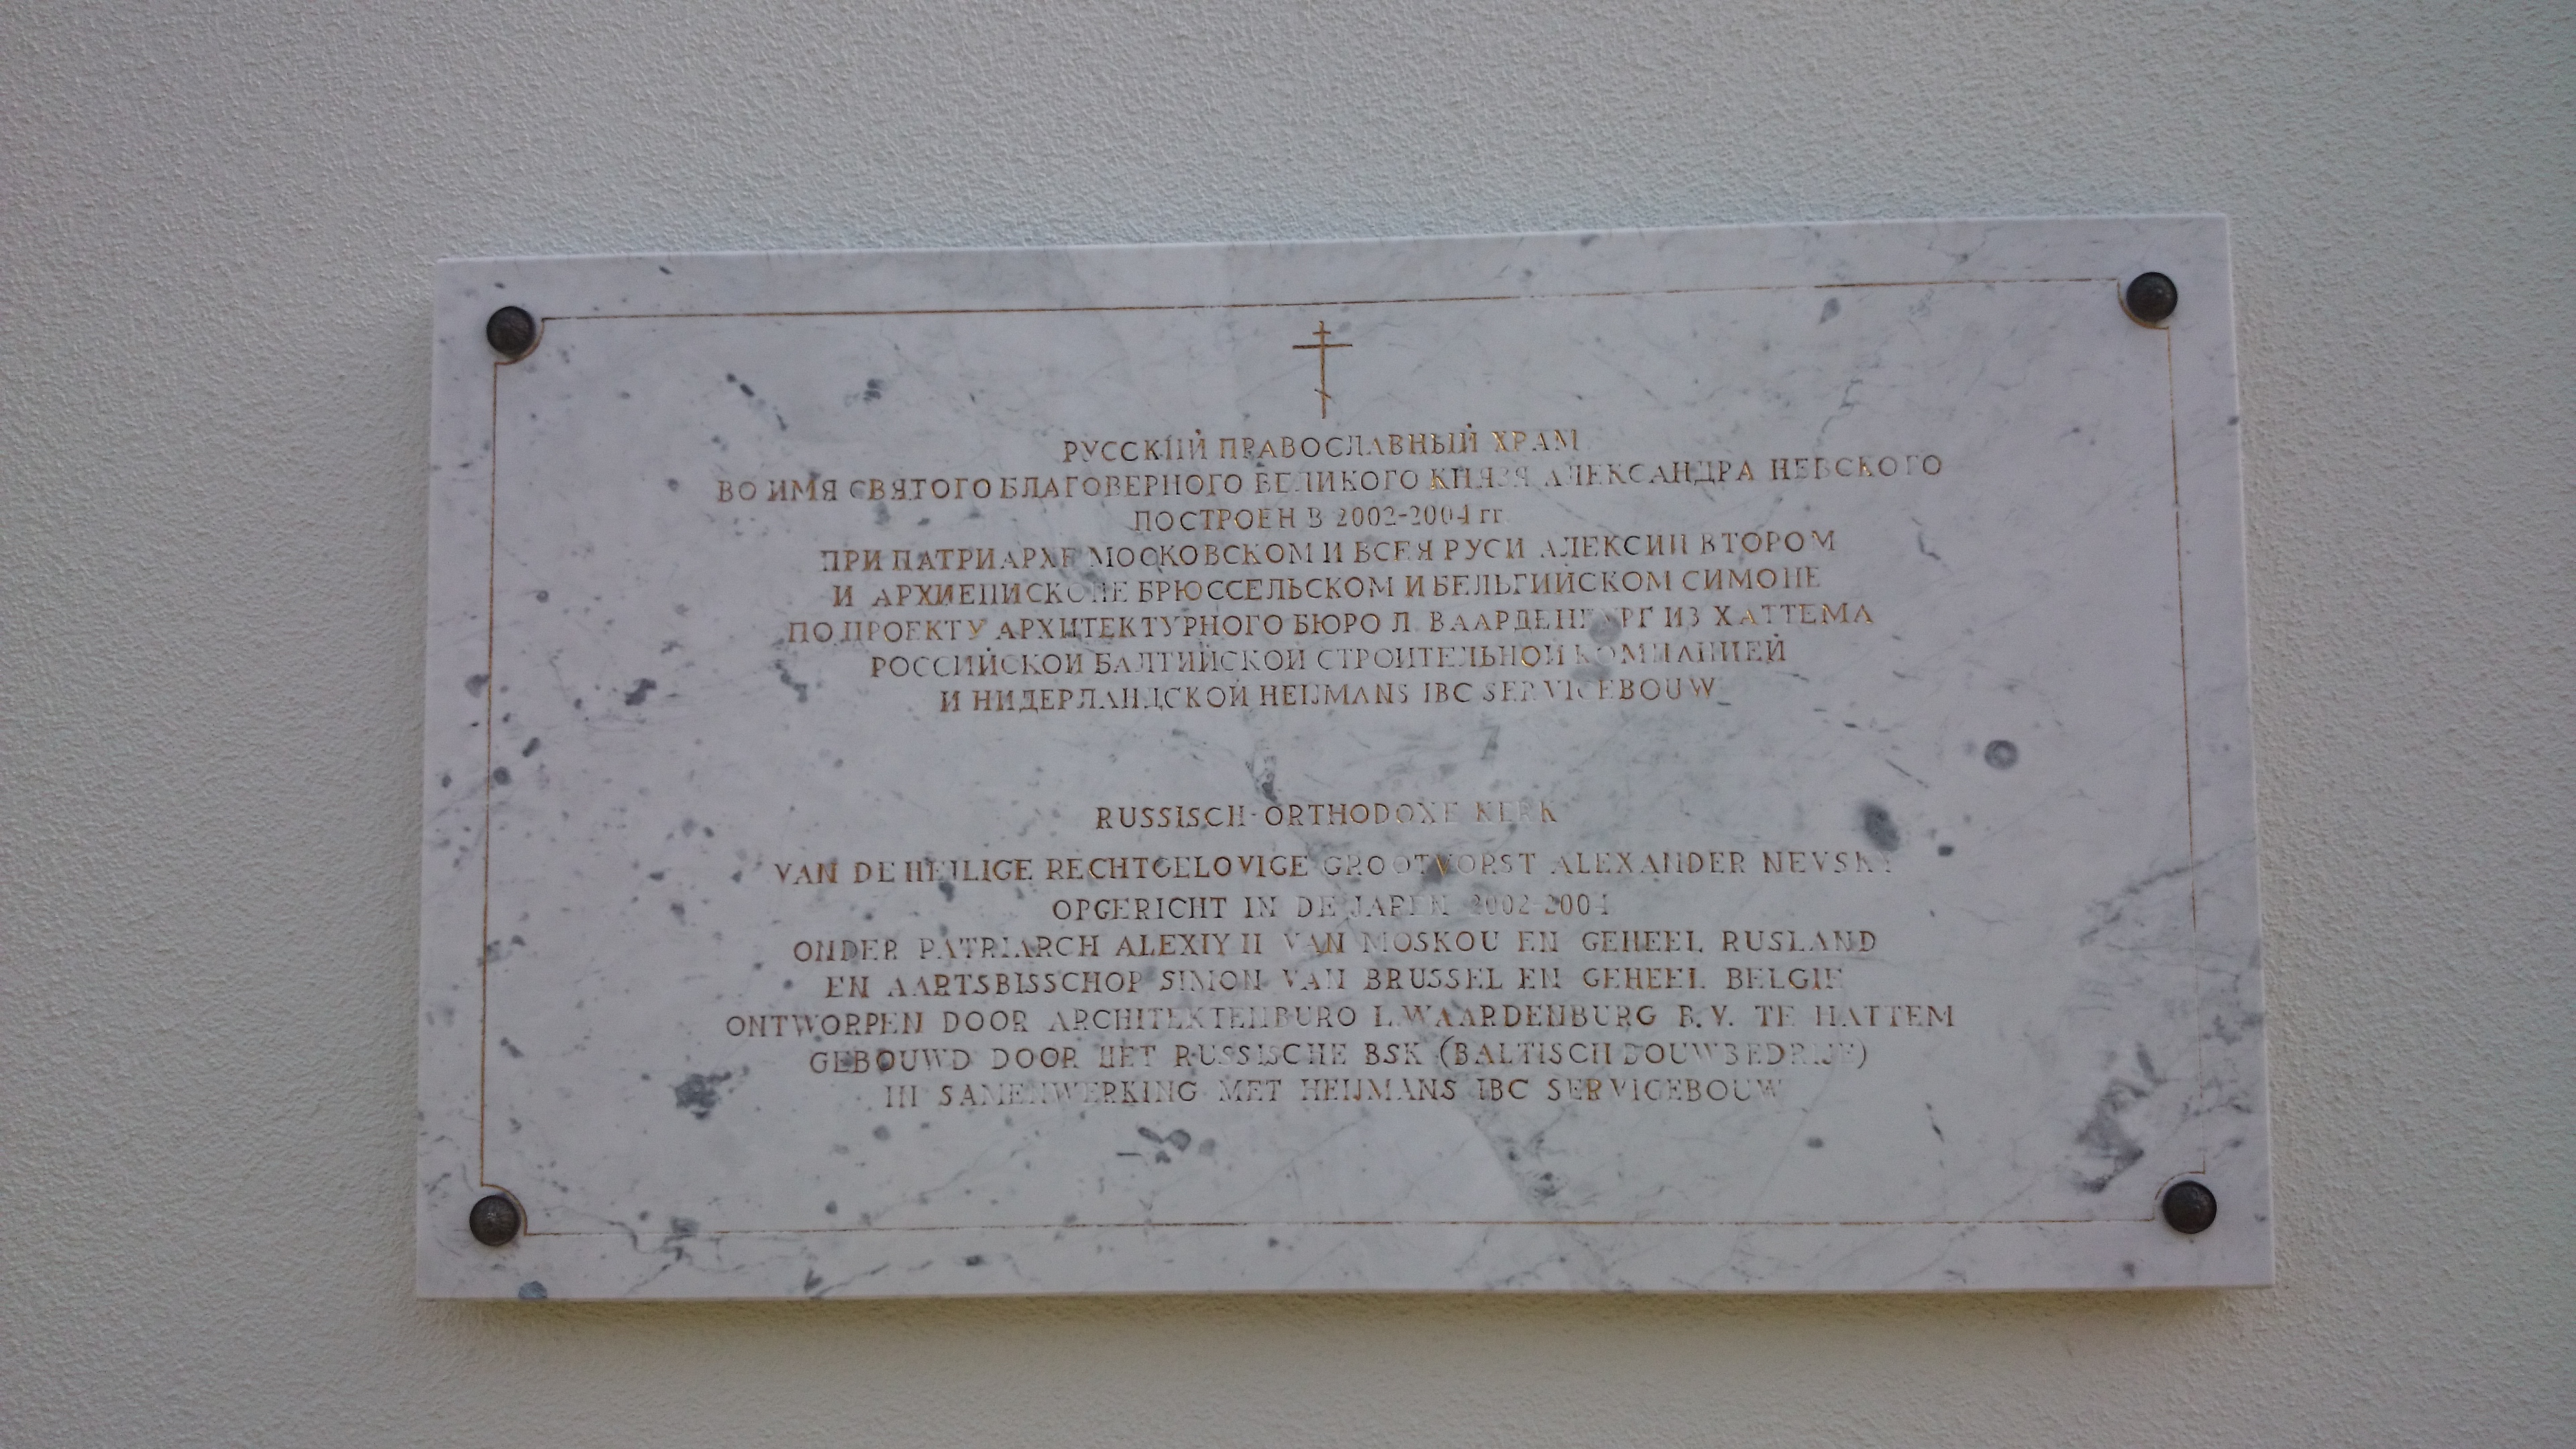 РУССКИЙ ПРАВОСЛАВНЫЙ ХРАМ
ВО ИМЯ СВЯТОГО БЛАГОВЕРНОГО ВЕЛИКОГО КНЯЗЯ АЛЕКСАНДРА НЕВСКОГО
ПОСТРОЕН В 2002-2004 гг.
ПРИ ПАТРИАРХЕ МОСКОВСКОМ И ВСЕЯ РУСИ АЛЕКСИИ ВТОРОМ
И АРХИЕПИСКОПЕ БРЮССЕЛЬСКОМ И БЕЛЬГИЙСКОМ СИМОНЕ
ПО ПРОЕКТУ АРХИТЕКТУРНОГО БЮРО Л. ВААРДЕНБУРГ ИЗ ХАТТЕМА
РОССИЙСКОЙ БАЛТИЙСКОЙ СТРОИТЕЛЬНОЙ КОМПАНИЕЙ
И НИДЕРЛАНДСКОЙ HEIJMANS IBC SERVICEBOUW
RUSSISCH-ORTHODOXE KERK
VAN DE HEILIGE RECHTGELOVIGE GROOTVORST ALEXANDER NEVSKY
OPGERICHT IN DE JAREN 2002-2004
ONDER PATRIARCH ALEXIY II VAN MOSKOU EN GEHEEL RUSLAND
EN AARTSBISSCHOP SIMON VAN BRUSSEL EN GEHEEL BELGIE
ONTWORPEN DOOR ARCHITEKTENBURO L.WAARDENBURG B.V. TE HATTEM
GEBOUWD DOOR HET RUSSISCHE BSK (BALTISCH BOUWBEDRIJF)
IN SAMENWERKING MET HEIJMANS IBC SERVICEBOUW